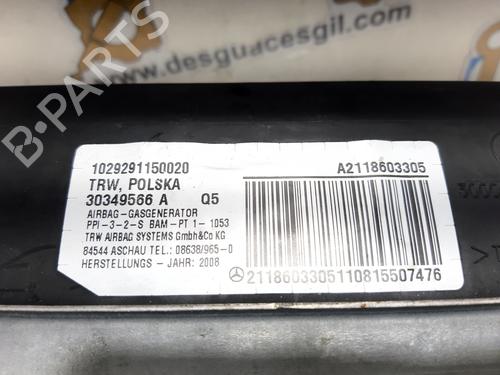 desguacesgil.com
B-PARTS
1029291150020
A2118603305
TRW, POLSKA
30349566 A Q5
AIRBAG-GASGENERATOR
PPI-3-2-S BAM-PT 1- 1053
TRW AIRBAG SYSTEMS GmbH&Co KG
84544 ASCHAU TEL.: 08638/965-0
HERSTELLUNGS - JAHR: 2008
2118603305110815507476